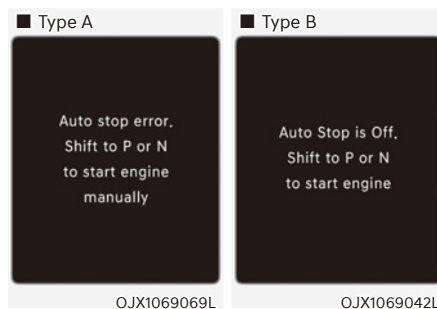 ■ Type A
Auto stop error.
Shift to P or N
to start engine
manually
OJX1069069L
■ Type B
Auto Stop is Off.
Shift to P or N
to start engine
OJX1069042L